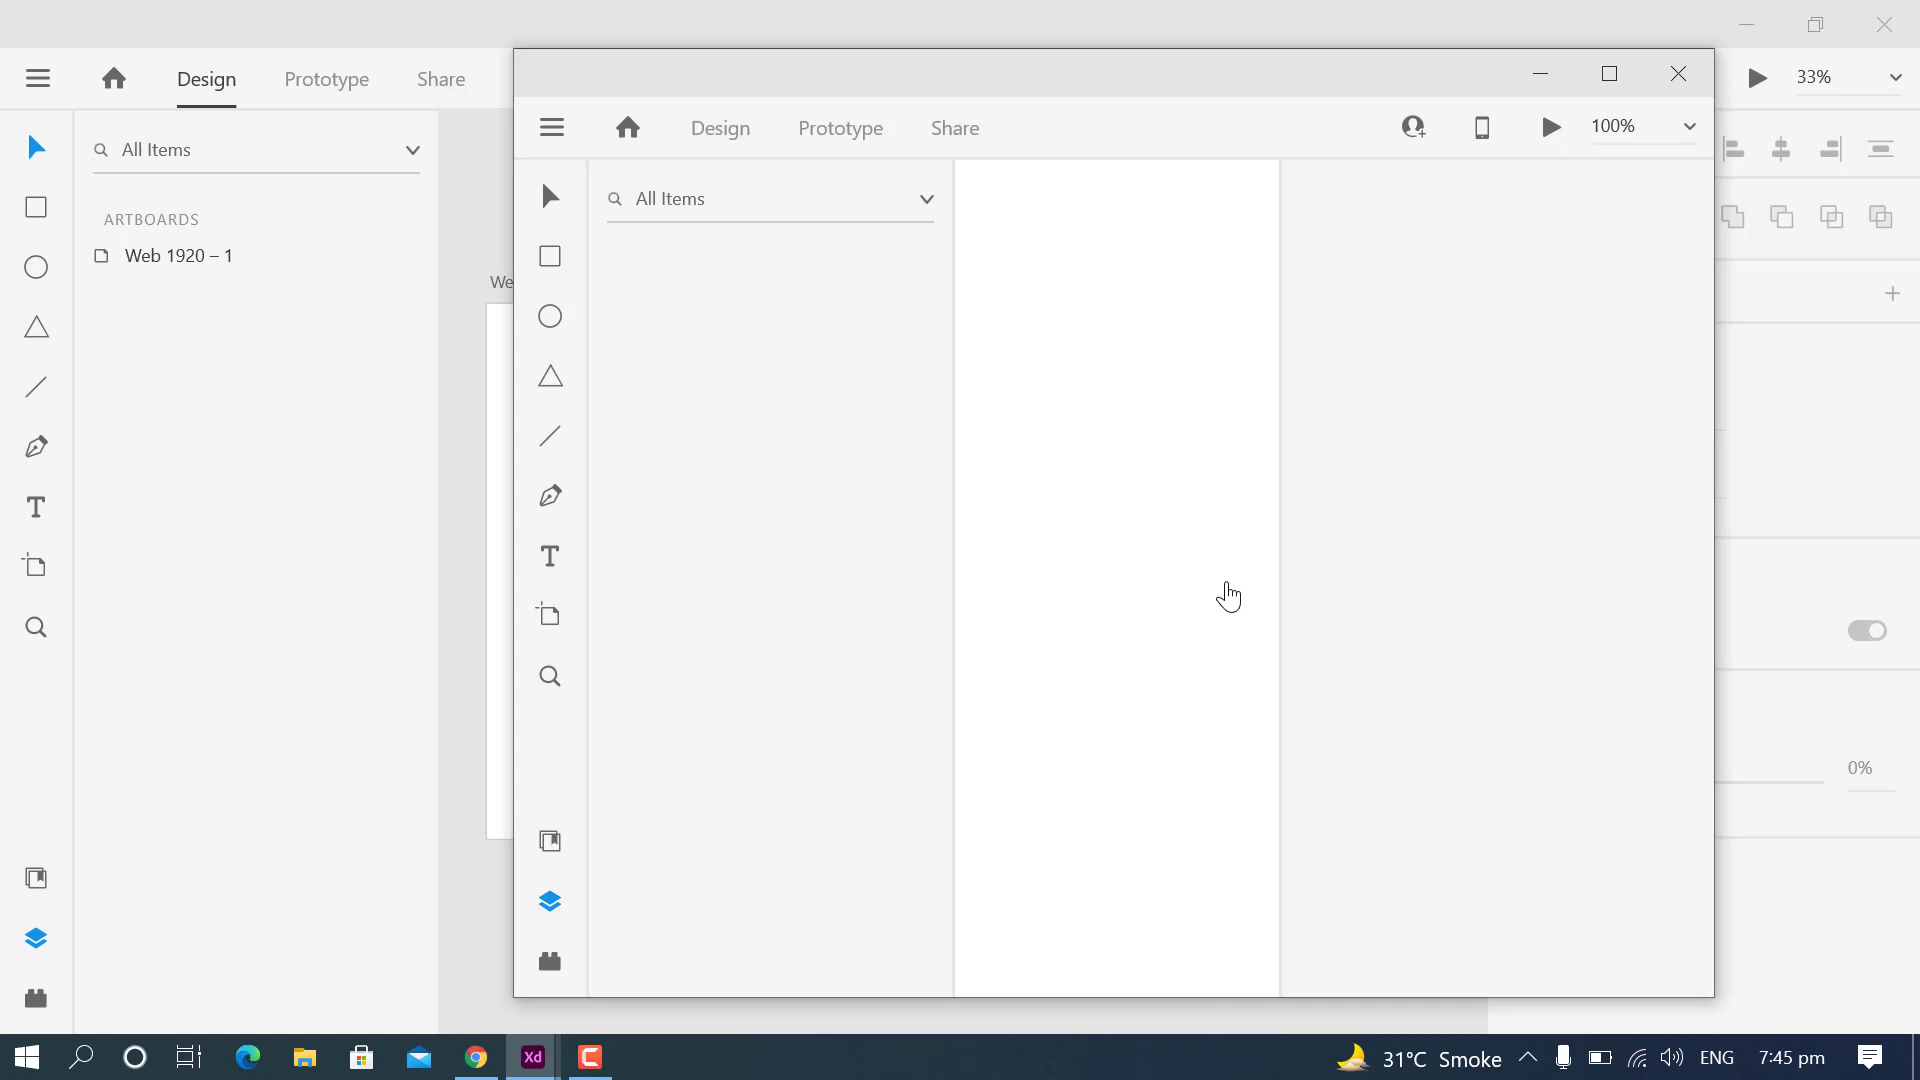 Design
Prototype
Share
33%
All Items
ARTBOARDS
Web 1920 – 1
We
Design
Prototype
Share
100%
All Items
0%
Xd
31°C Smoke
ENG
7:45 pm